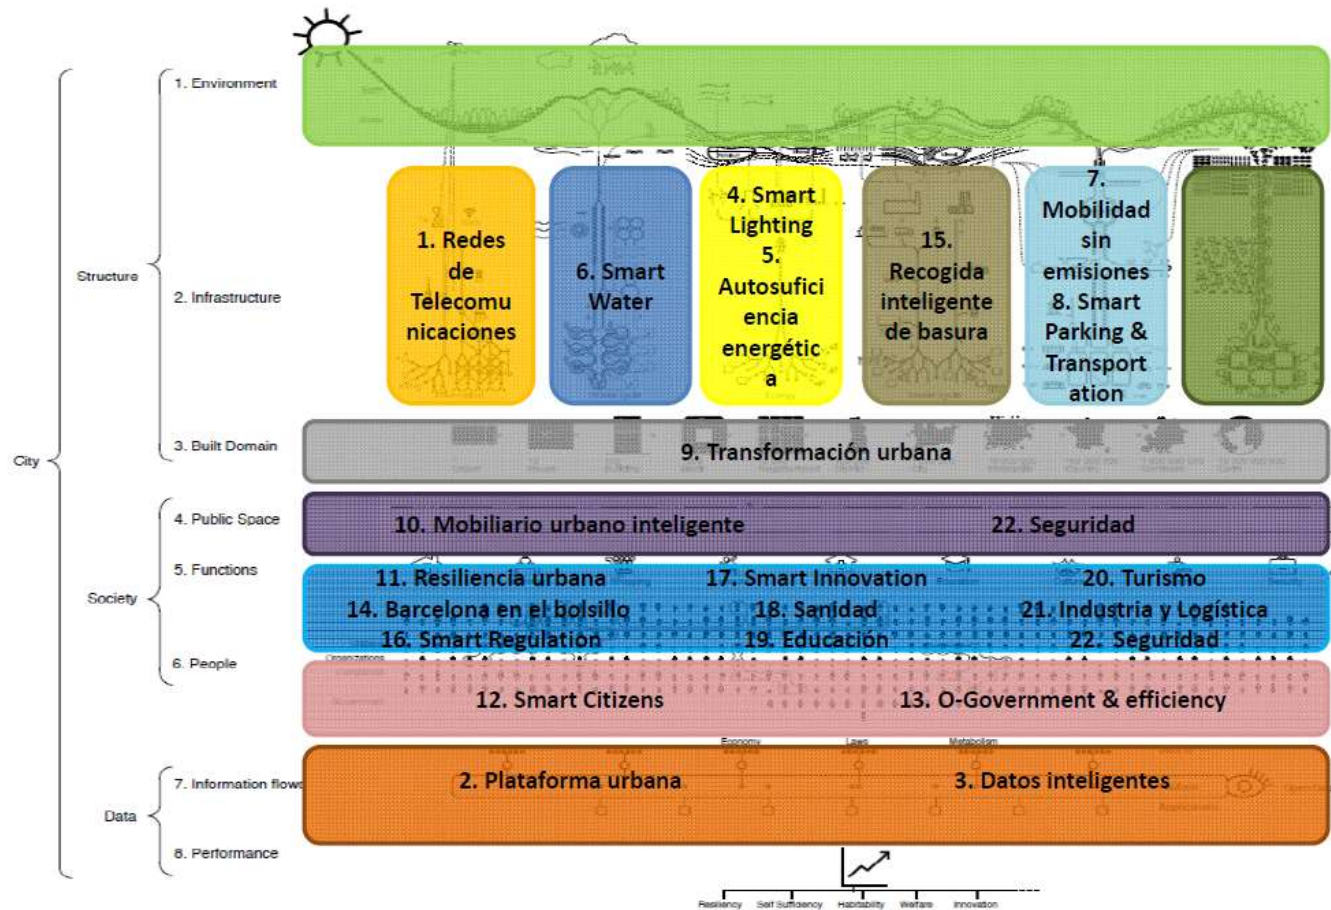 1. Environment
1. Redes
de
Telecomu
nicaciones
6. Smart
Water
4. Smart
Lighting
5.
Autosufici
encia
energétic
a
15.
Recogida
inteligente
de basura
7.
Mobilidad
sin
emisiones
8. Smart
Parking &
Transport
ation
Structure
2. Infrastructure
3. Built Domain
9. Transformación urbana
City
4. Public Space
10. Mobiliario urbano inteligente
22. Seguridad
5. Functions
11. Resiliencia urbana
17. Smart Innovation
20. Turismo
Society
14. Barcelona en el bolsillo
18. Sanidad
21. Industria y Logística
16. Smart Regulation
19. Educación
22. Seguridad
6. People
Organizations
12. Smart Citizens
13. O-Government & efficiency
Economy
Laws
Metabolism
7. Information flows
2. Plataforma urbana
3. Datos inteligentes
Data
8. Performance
Resiliency
Self Sufficiency
Habitability
Welfare
Innovation